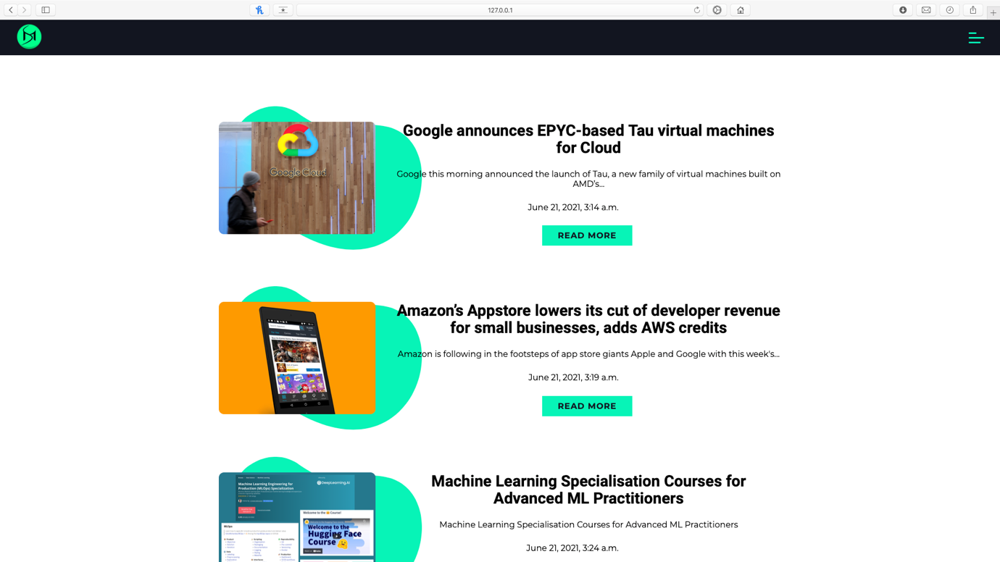 127.0.0.1
Google Cloud
Google announces EPYC-based Tau virtual machines
for Cloud
Google this morning announced the launch of Tau, a new family of virtual machines built on
AMD's...
June 21, 2021, 3:14 a.m.
READ MORE
Amazon’s Appstore lowers its cut of developer revenue
for small businesses, adds AWS credits
Amazon is following in the footsteps of app store giants Apple and Google with this week's...
June 21, 2021, 3:19 a.m.
READ MORE
DeepLearning.AI
Machine Learning Engineering for
Production (MLOps) Specialization
Welcome to the 🤗 Course!
Welcome to the
Hugging Face
Course
MLOps
Machine Learning Specialisation Courses for
Advanced ML Practitioners
Machine Learning Specialisation Courses for Advanced ML Practitioners
June 21, 2021, 3:24 a.m.